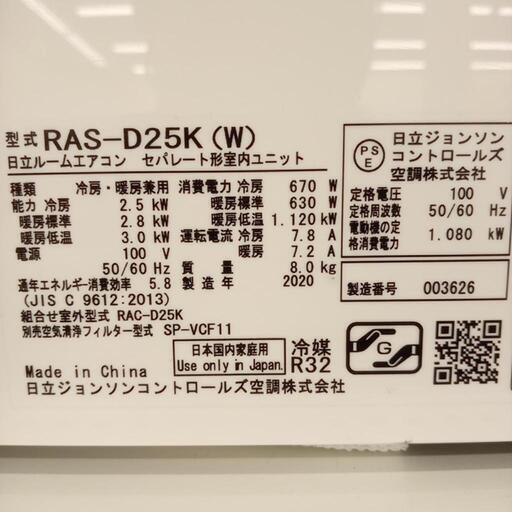 型式 RAS-D25K (W)
日立ルームエアコン セパレート形室内ユニット
種類 冷房・暖房兼用
能力 冷房 2.5 kW
暖房標準 2.8 kW
暖房低温 3.0 kW
電源 100 V
50/60 Hz
消費電力 冷房 670 W
暖房標準 630 W
暖房低温 1.120 kW
運転電流 冷房 7.8 A
暖房 7.2 A
質量 8.0 kg
製造年 2020
通年エネルギー消費効率 5.8
(JIS C 9612:2013)
組合せ室外型式 RAC-D25K
別売空気清浄フィルター型式 SP-VCF11
Made in China
日立ジョンソンコントロールズ空調株式会社
日本国内家庭用
Use only in Japan.
冷媒
R32
PS
E
日立ジョンソン
コントロールズ
空調株式会社
定格電圧 100 V
定格周波数 50/60 Hz
電動機の定
格消費電力 1.080 kW
製造番号 003626
G